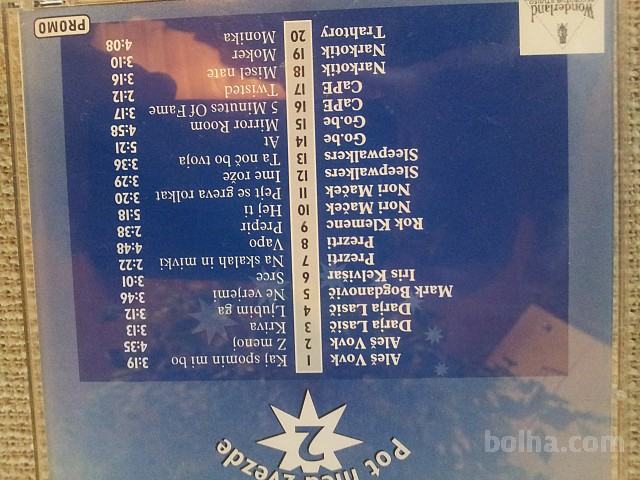 Pot med zvezde
2
Aleš Vovk 1 Kaj spomin mi bo 3:19
Aleš Vovk 2 Z menoj 4:35
Darja Lasič 3 Kriva 3:13
Darja Lasič 4 Ljubim ga 3:12
Mark Bogdanovič 5 Ne verjemi 3:46
Iris Kelvišar 6 Srce 3:01
Prezrti 7 Na skalah in mivki 2:22
Prezrti 8 Vapo 4:48
Rok Klemenc 9 Prepir 2:38
Nori Maček 10 Hej ti 5:18
Nori Maček 11 Pejt se greva rolkat 3:20
Sleepwalkers 12 Ime rože 3:29
Sleepwalkers 13 Ta noč bo tvoja 3:36
Go.be 14 At 5:21
Go.be 15 Mirror Room 4:58
CaPE 16 5 Minutes Of Fame 3:17
CaPE 17 Twisted 2:12
Narkotik 18 Misel nate 3:16
Narkotik 19 Moker 3:10
Trahtory 20 Monika 4:08
Wonderland
PROMO
bolha.com